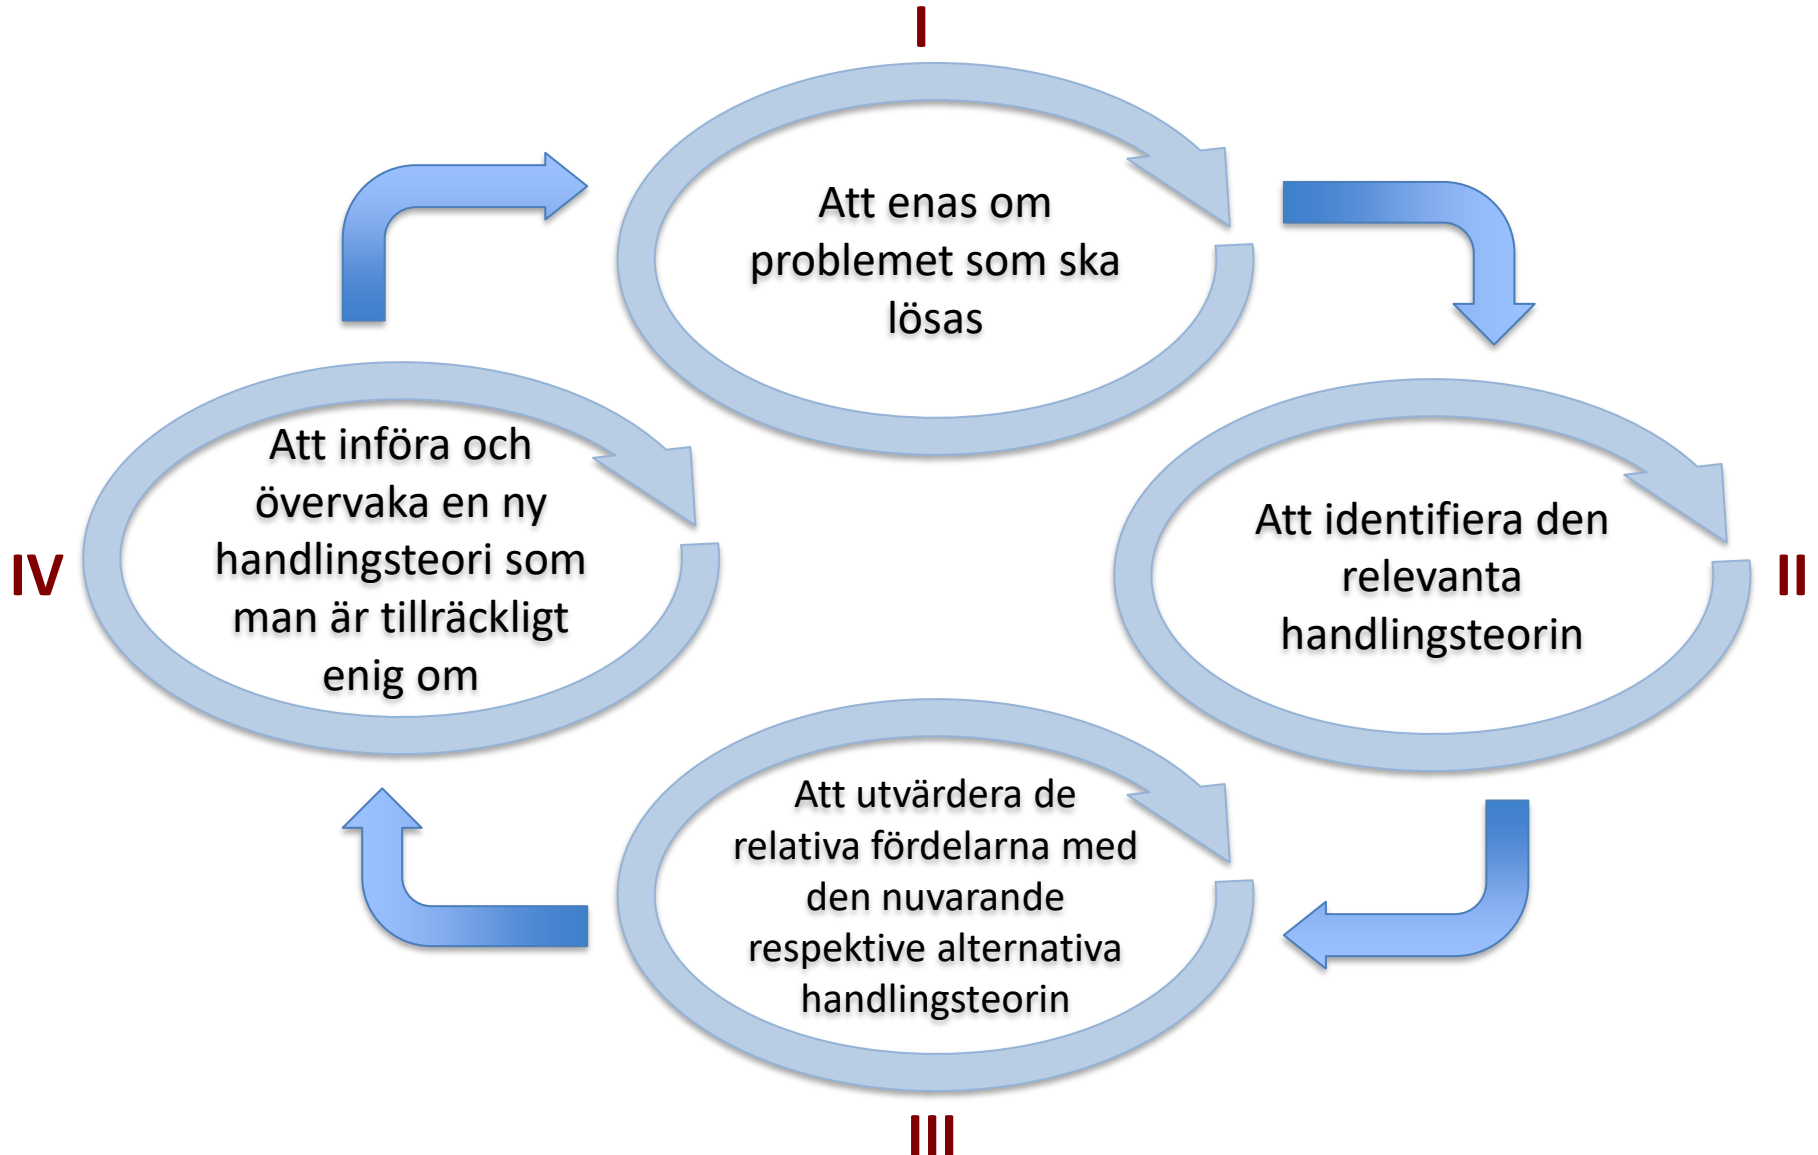 I
Att enas om
problemet som ska
lösas
II
Att identifiera den
relevanta
handlingsteorin
III
Att utvärdera de
relativa fördelarna med
den nuvarande
respektive alternativa
handlingsteorin
IV
Att införa och
övervaka en ny
handlingsteori som
man är tillräckligt
enig om